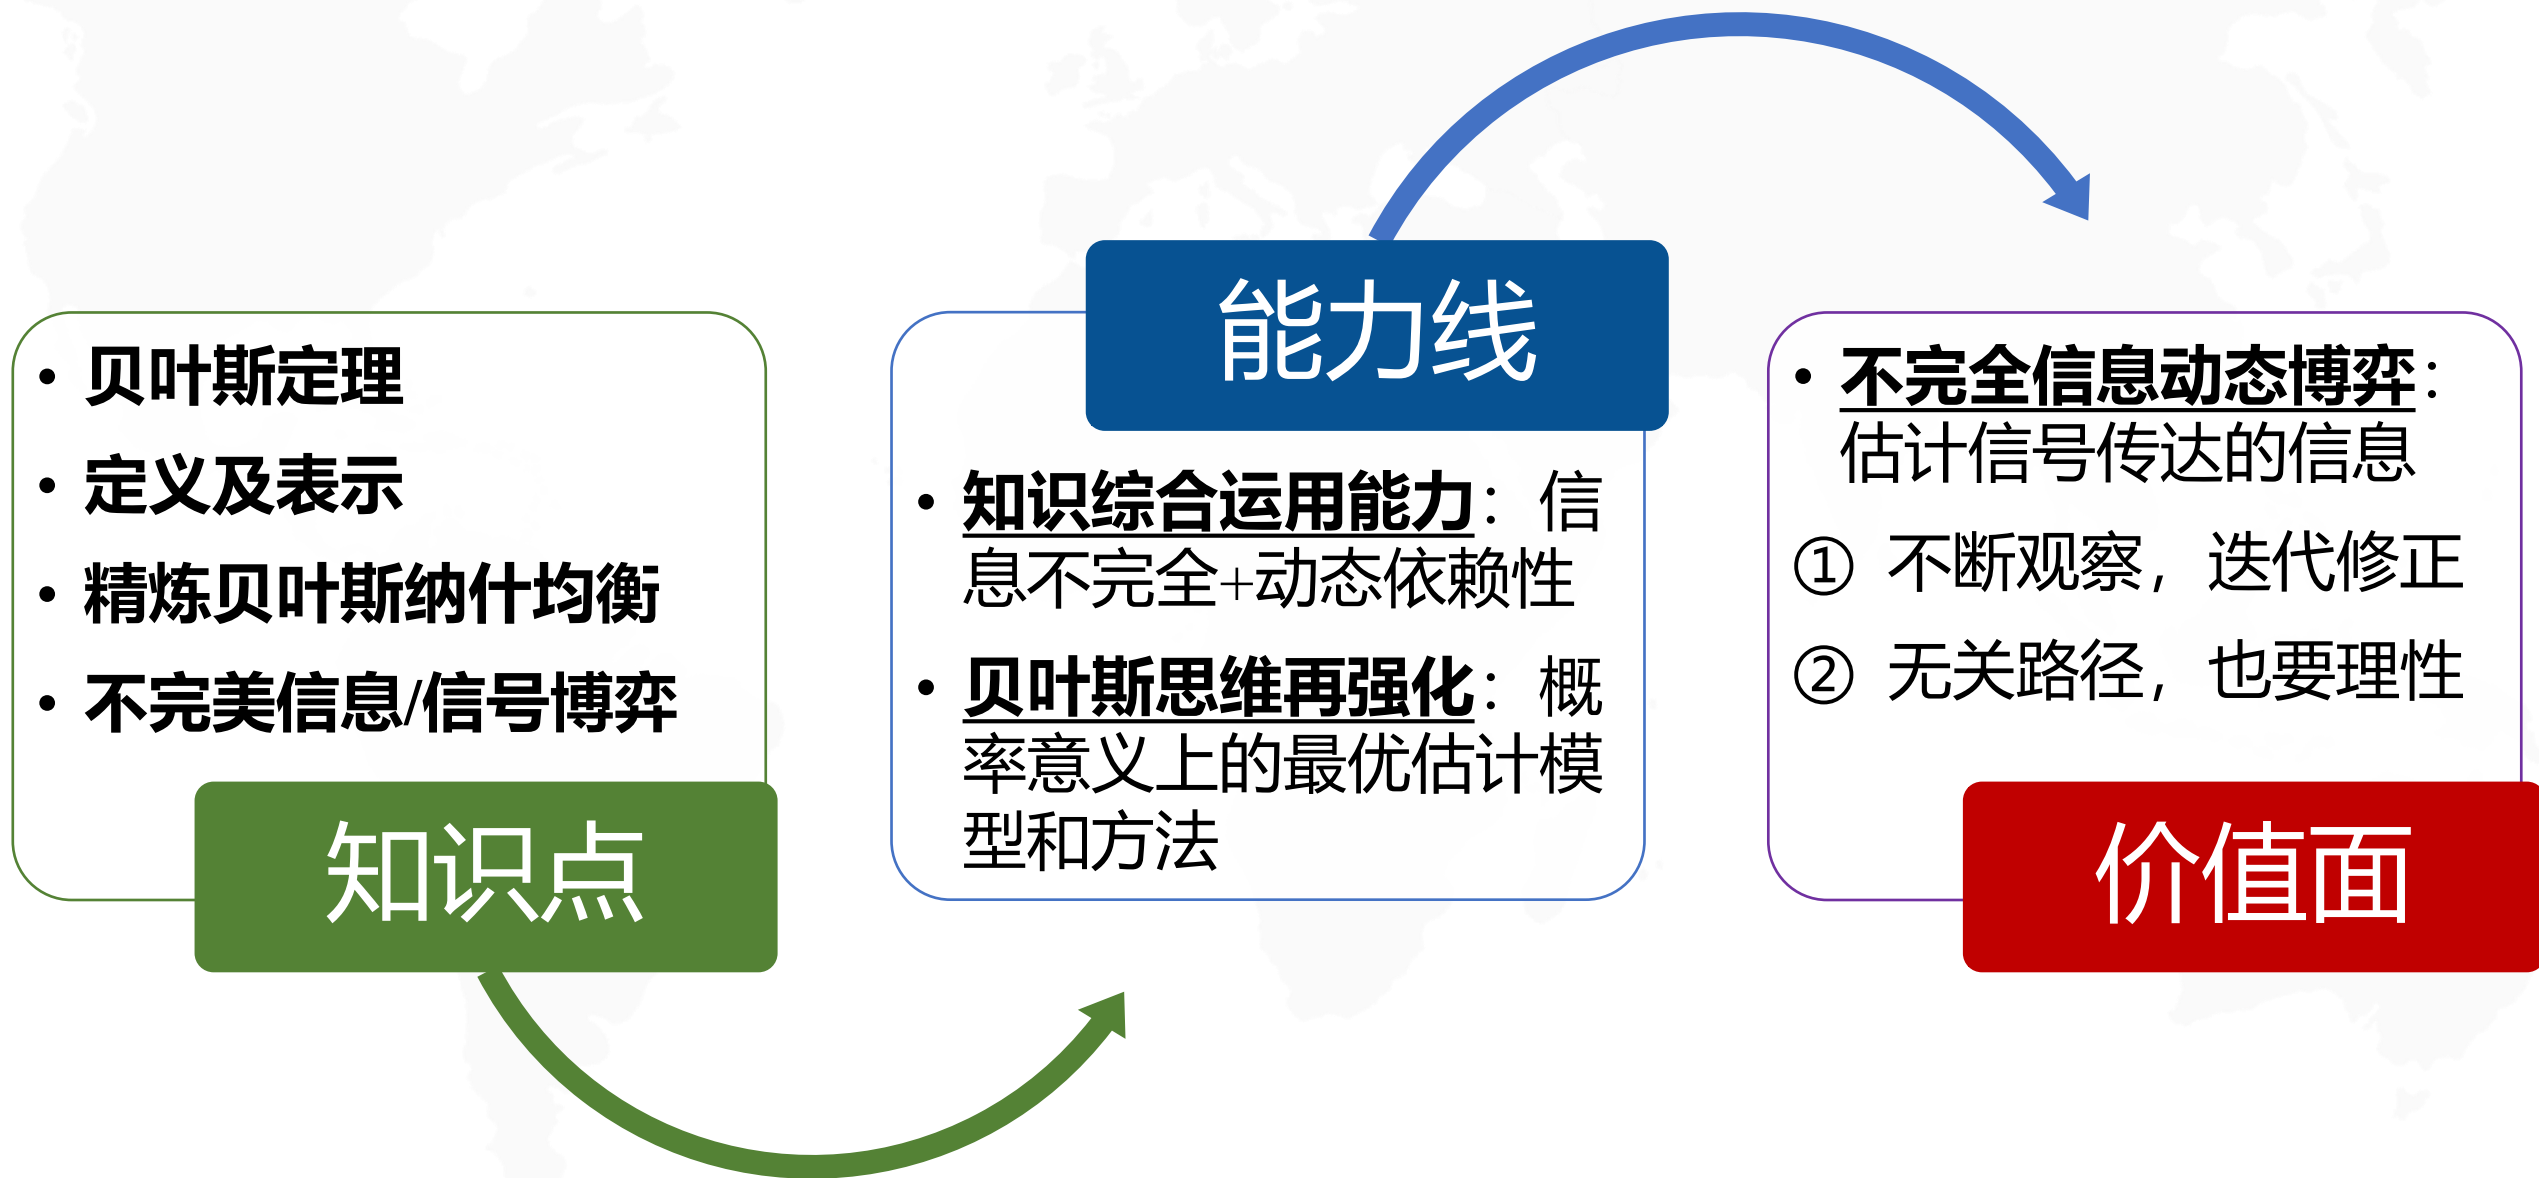 • 贝叶斯定理
• 定义及表示
• 精炼贝叶斯纳什均衡
• 不完美信息/信号博弈
知识点
能力线
• 知识综合运用能力：信
息不完全+动态依赖性
• 贝叶斯思维再强化：概
率意义上的最优估计模
型和方法
• 不完全信息动态博弈：
估计信号传达的信息
① 不断观察，迭代修正
② 无关路径，也要理性
价值面